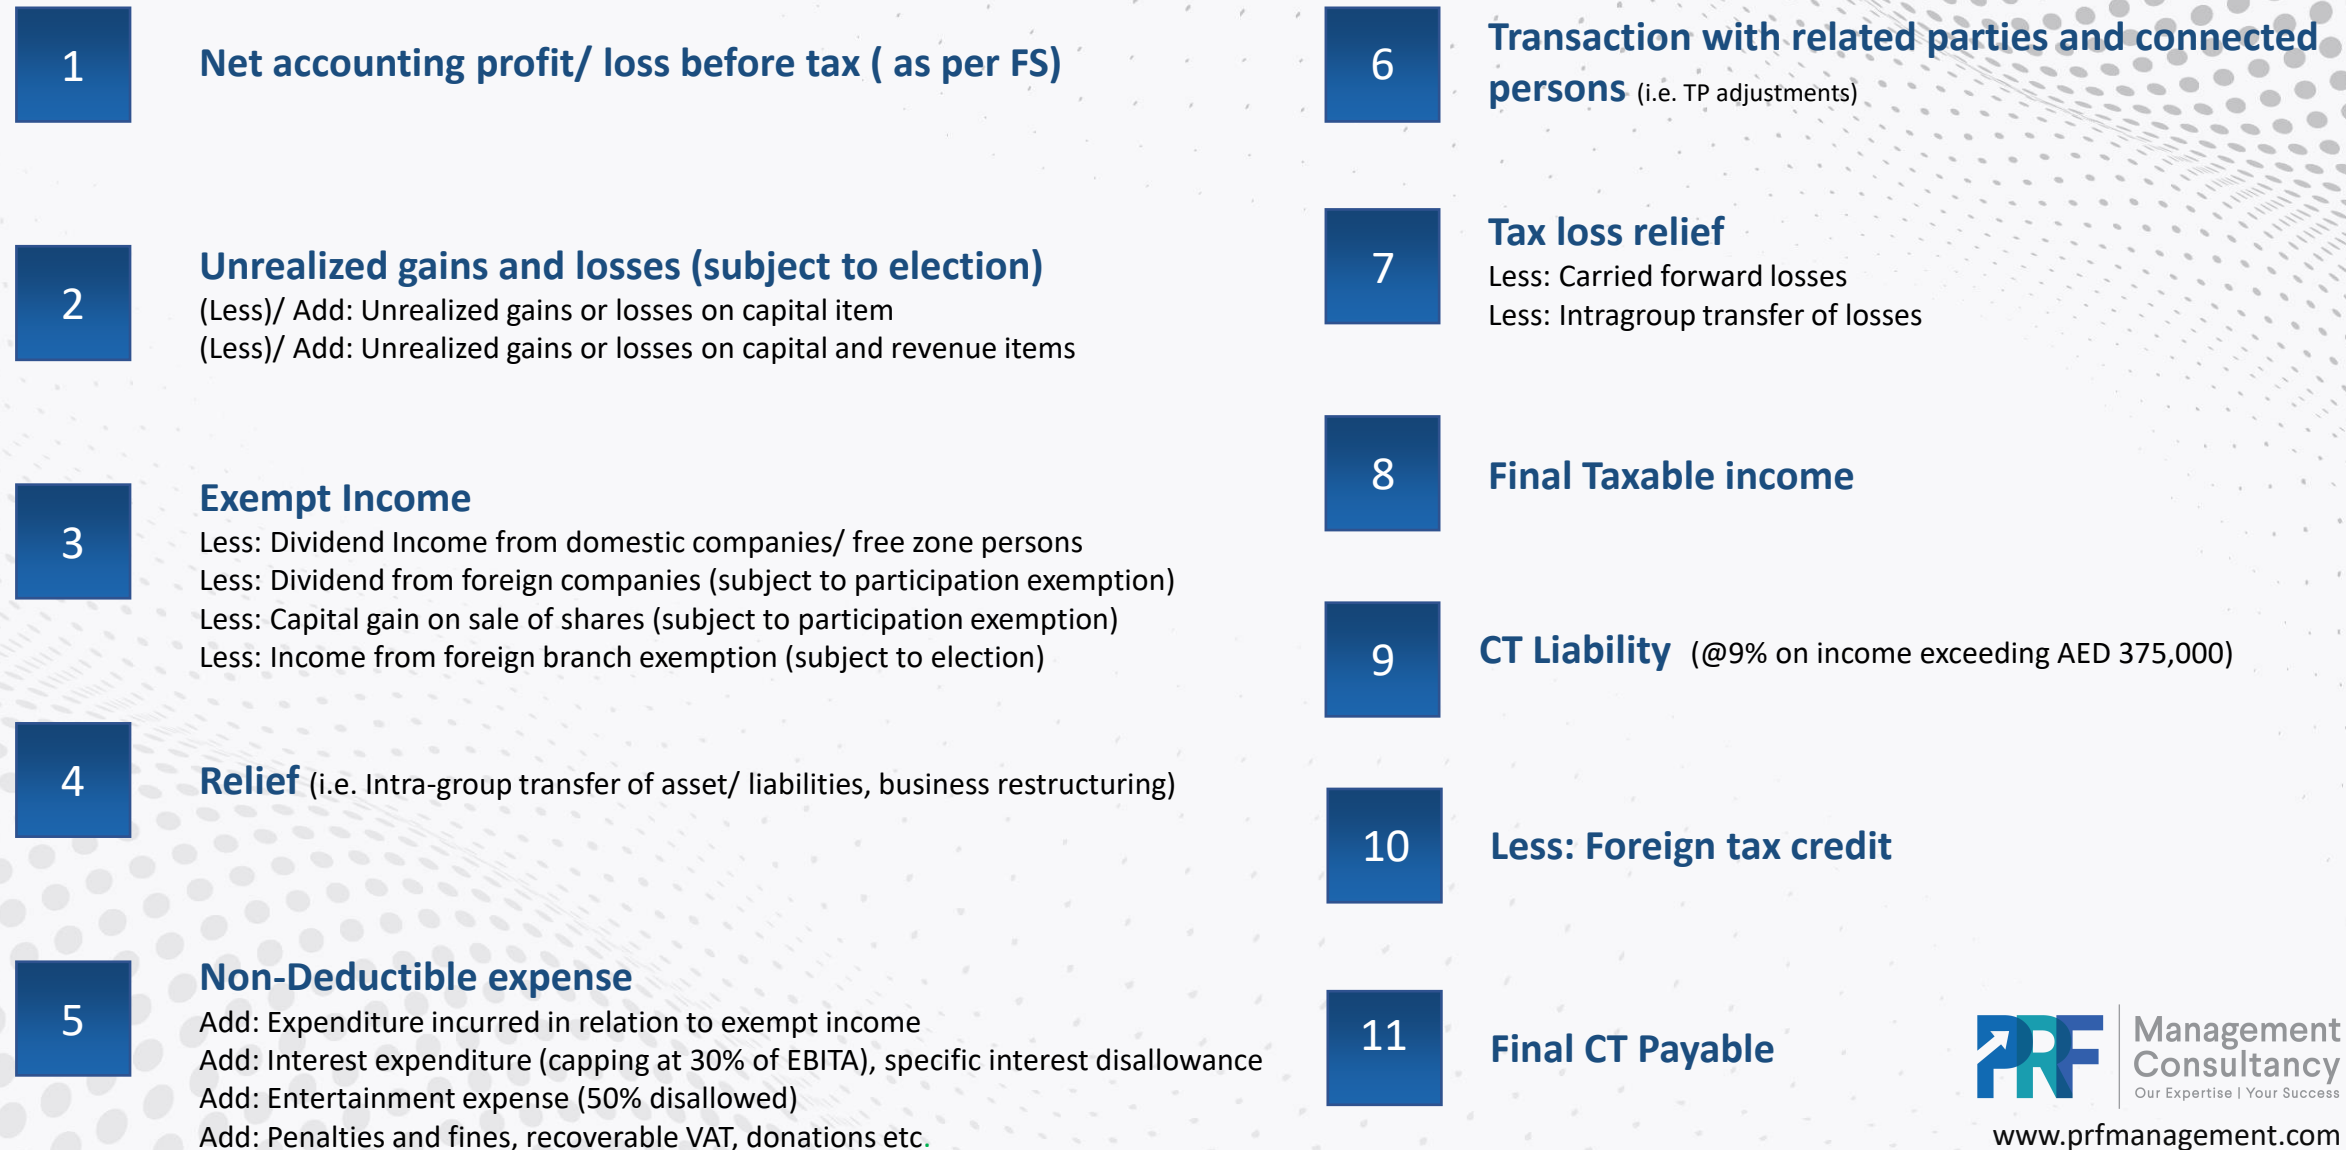 1
Net accounting profit/ loss before tax ( as per FS)
2
Unrealized gains and losses (subject to election)
(Less)/ Add: Unrealized gains or losses on capital item
(Less)/ Add: Unrealized gains or losses on capital and revenue items
3
Exempt Income
Less: Dividend Income from domestic companies/ free zone persons
Less: Dividend from foreign companies (subject to participation exemption)
Less: Capital gain on sale of shares (subject to participation exemption)
Less: Income from foreign branch exemption (subject to election)
4
Relief (i.e. Intra-group transfer of asset/ liabilities, business restructuring)
5
Non-Deductible expense
Add: Expenditure incurred in relation to exempt income
Add: Interest expenditure (capping at 30% of EBITA), specific interest disallowance
Add: Entertainment expense (50% disallowed)
Add: Penalties and fines, recoverable VAT, donations etc.
6
Transaction with related parties and connected
persons (i.e. TP adjustments)
7
Tax loss relief
Less: Carried forward losses
Less: Intragroup transfer of losses
8
Final Taxable income
9
CT Liability (@9% on income exceeding AED 375,000)
10
Less: Foreign tax credit
11
Final CT Payable
PRF
Management
Consultancy
Our Expertise | Your Success
www.prfmanagement.com